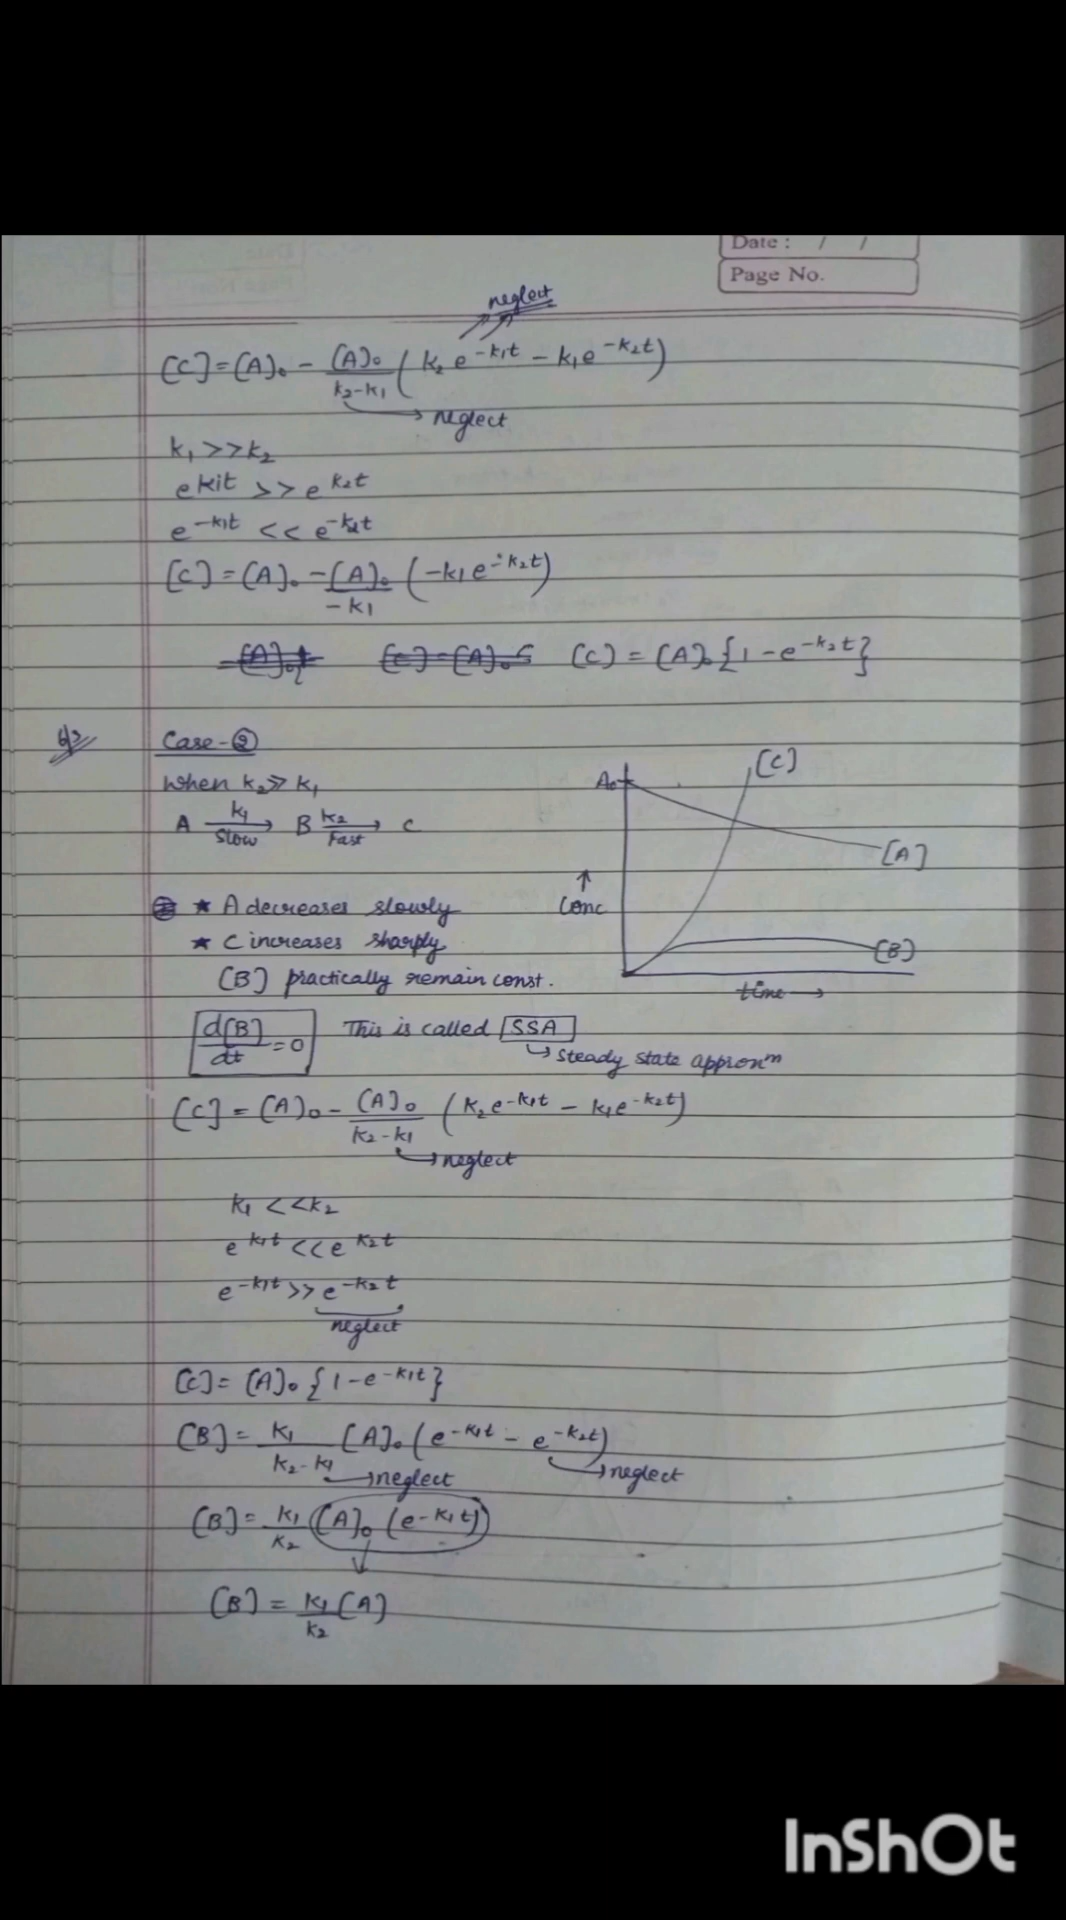 Date : / /
Page No.
neglect
[C] = [A]₀ - [A]₀/(k₂-k₁) (k₂e^-k₁t - k₁e^-k₂t)
neglect
k₁ >> k₂
e^k₁t >> e^k₂t
e^-k₁t << e^-k₂t
[C] = [A]₀ - [A]₀/-k₁ (-k₁e^-k₂t)
[C] = [A]₀ {1 - e^-k₂t}
Case-②
When k₂ >> k₁
A →(k₁ Slow) B →(k₂ Fast) C
★ A decreases slowly
★ C increases sharply
[B] practically remain const.
A₀
[C]
[A]
↑
Conc
[B]
time →
d[B]/dt = 0 This is called SSA
↳ Steady state approxⁿ
[C] = [A]₀ - [A]₀/(k₂-k₁) (k₂e^-k₁t - k₁e^-k₂t)
→ neglect
k₁ << k₂
e^k₁t << e^k₂t
e^-k₁t >> e^-k₂t
neglect
[C] = [A]₀ {1 - e^-k₁t}
[B] = k₁/(k₂-k₁) [A]₀ (e^-k₁t - e^-k₂t)
→ neglect → neglect
[B] = k₁/k₂ [A]₀ (e^-k₁t)
[B] = k₁/k₂ [A]
InShOt